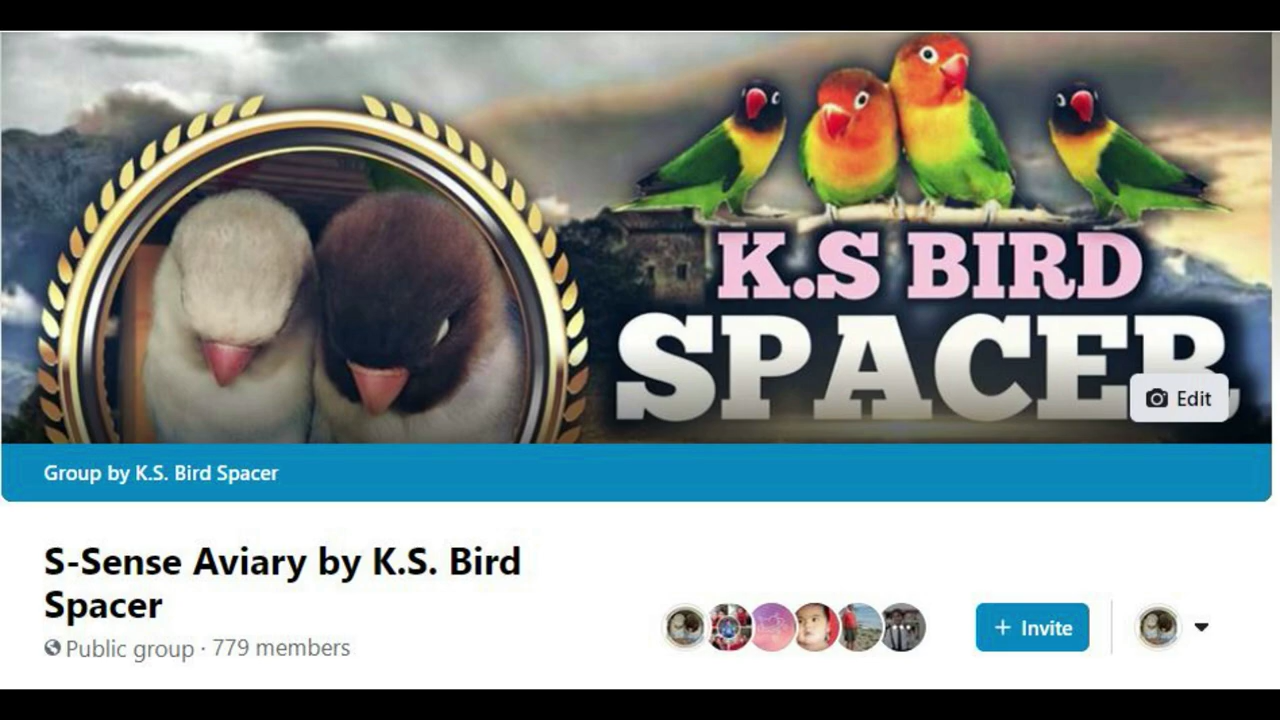 K.S BIRD
SPACER
Edit
Group by K.S. Bird Spacer
S-Sense Aviary by K.S. Bird
Spacer
Public group · 779 members
+ Invite